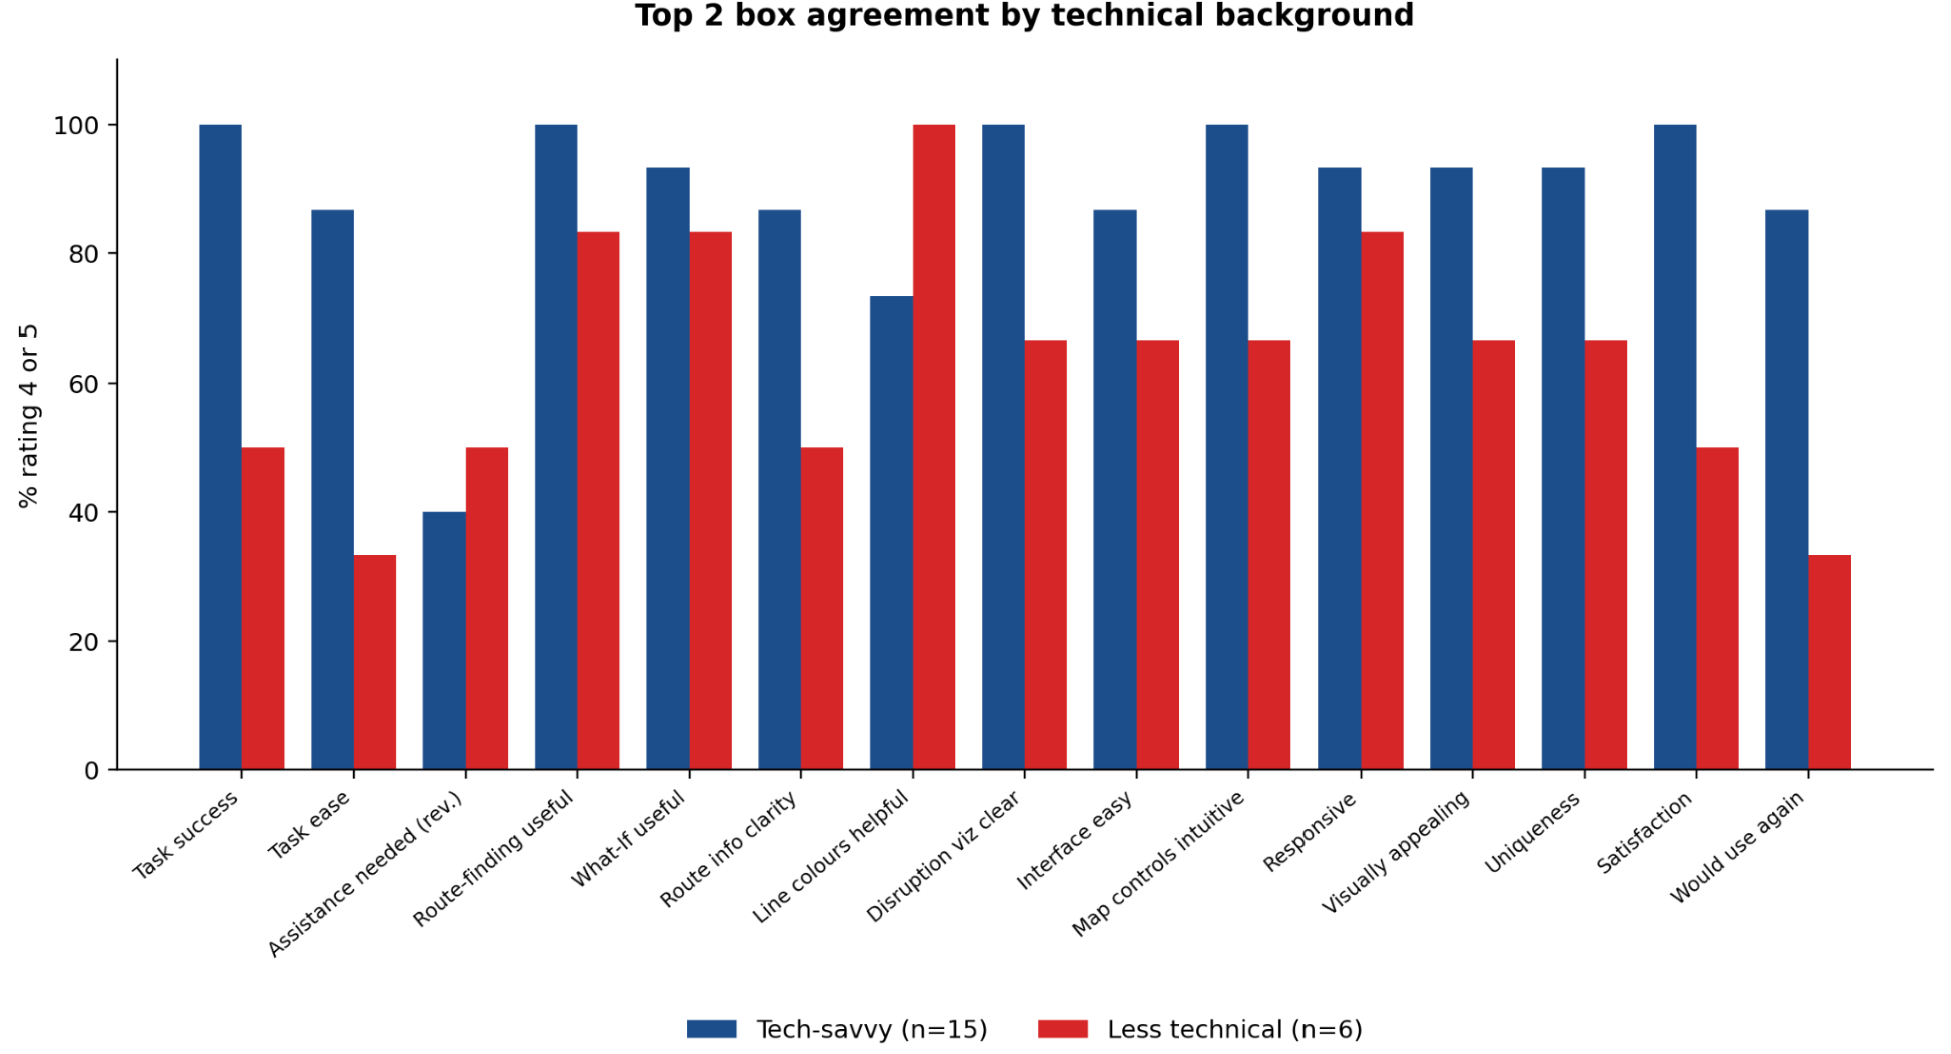 Top 2 box agreement by technical background
% rating 4 or 5
100
80
60
40
20
0
Task success
Task ease
Assistance needed (rev.)
Route-finding useful
What-If useful
Route info clarity
Line colours helpful
Disruption viz clear
Interface easy
Map controls intuitive
Responsive
Visually appealing
Uniqueness
Satisfaction
Would use again
Tech-savvy (n=15)
Less technical (n=6)